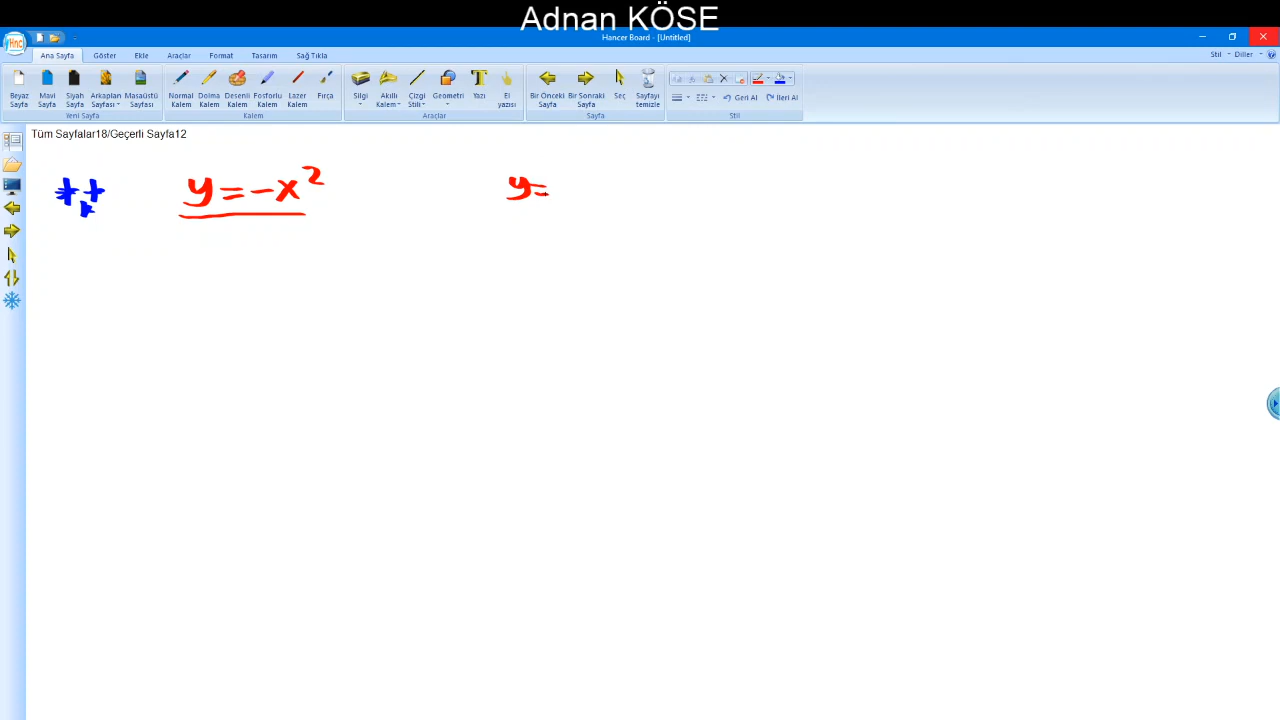 Adnan KÖSE
Hancer Board - [Untitled]
Ana Sayfa Göster Ekle Araçlar Format Tasarım Sağ Tıkla Stil Diller
Beyaz Sayfa Mavi Sayfa Siyah Sayfa Arkaplan Sayfası Masaüstü Sayfası Normal Kalem Dolma Kalem Desenli Kalem Fosforlu Kalem Lazer Kalem Fırça Silgi Akıllı Kalem Çizgi Stili Geometri Yazı El yazısı Bir Önceki Sayfa Bir Sonraki Sayfa Seç Sayfayı temizle Geri Al İleri Al
Yeni Sayfa Kalem Araçlar Sayfa Stil
Tüm Sayfalar18/Geçerli Sayfa12
y = -x² y=